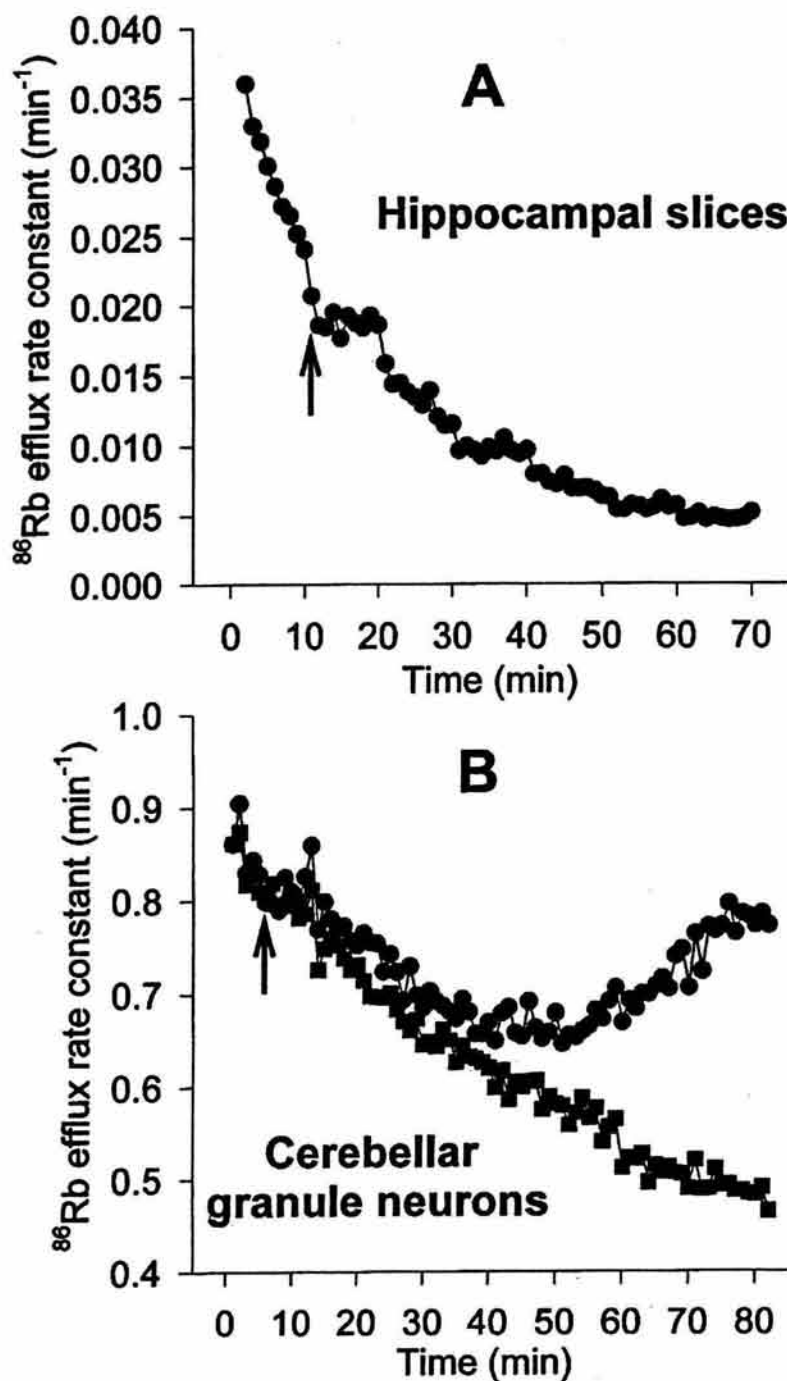 A
Hippocampal slices
⁸⁶Rb efflux rate constant (min⁻¹)
0.040
0.035
0.030
0.025
0.020
0.015
0.010
0.005
0.000
0 10 20 30 40 50 60 70
Time (min)
B
Cerebellar
granule neurons
⁸⁶Rb efflux rate constant (min⁻¹)
1.0
0.9
0.8
0.7
0.6
0.5
0.4
0 10 20 30 40 50 60 70 80
Time (min)